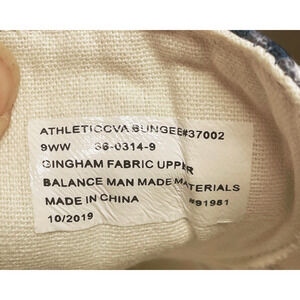 ATHLETICCVA BUNGEE#37002
9WW 36-0314-9
GINGHAM FABRIC UPPER
BALANCE MAN MADE MATERIALS
MADE IN CHINA #91981
10/2019